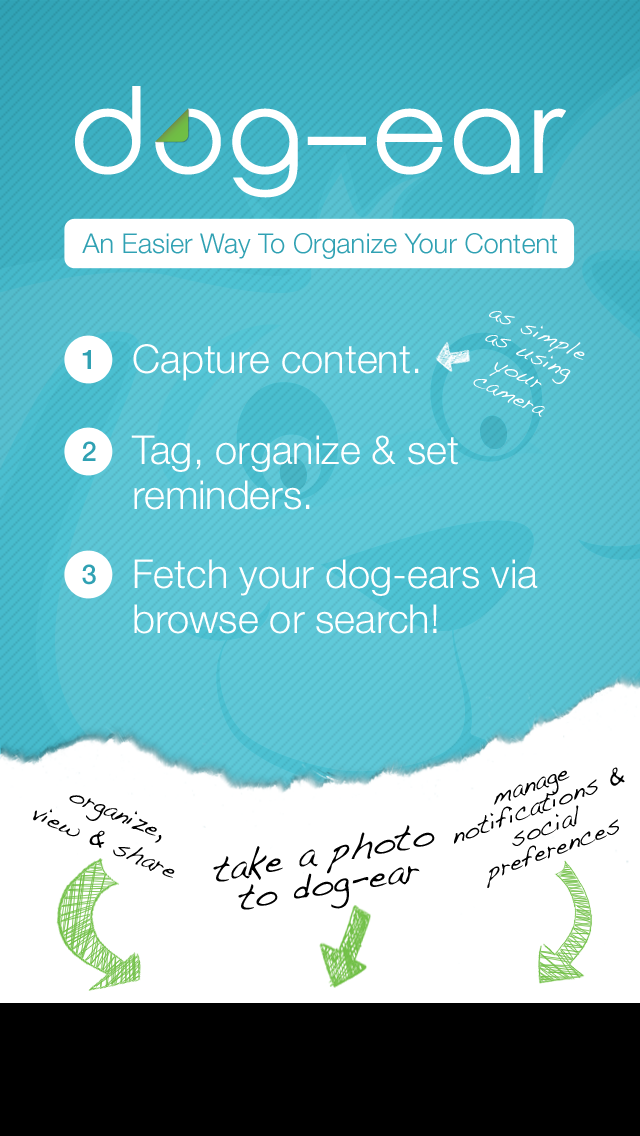 dog-ear
An Easier Way To Organize Your Content
1 Capture content.
as simple
as using
your
camera
2 Tag, organize & set
reminders.
3 Fetch your dog-ears via
browse or search!
organize,
view & share
take a photo
to dog-ear
manage
notifications &
social
preferences